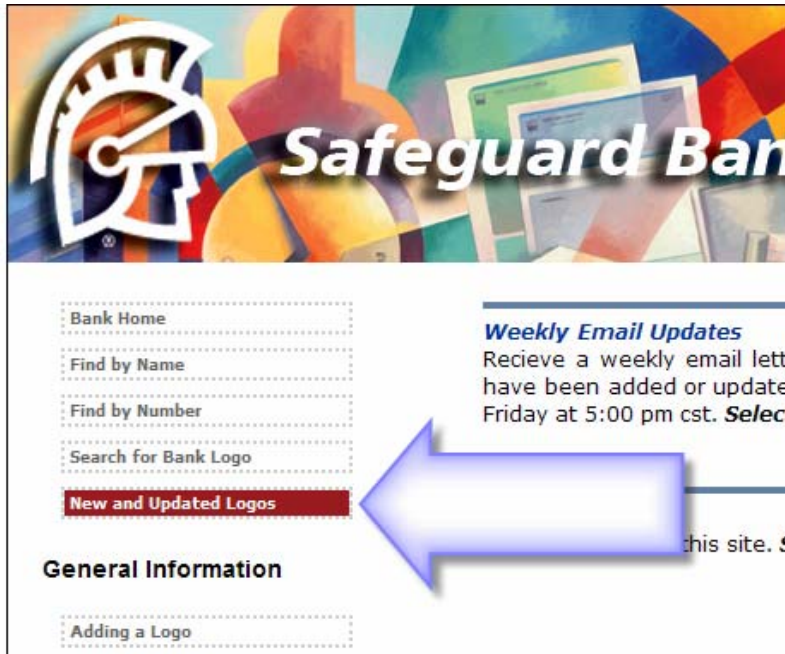 Safeguard Ban
Bank Home
Find by Name
Find by Number
Search for Bank Logo
New and Updated Logos
General Information
Adding a Logo
Weekly Email Updates
Recieve a weekly email lett
have been added or update
Friday at 5:00 pm cst. Selec
this site. S
®